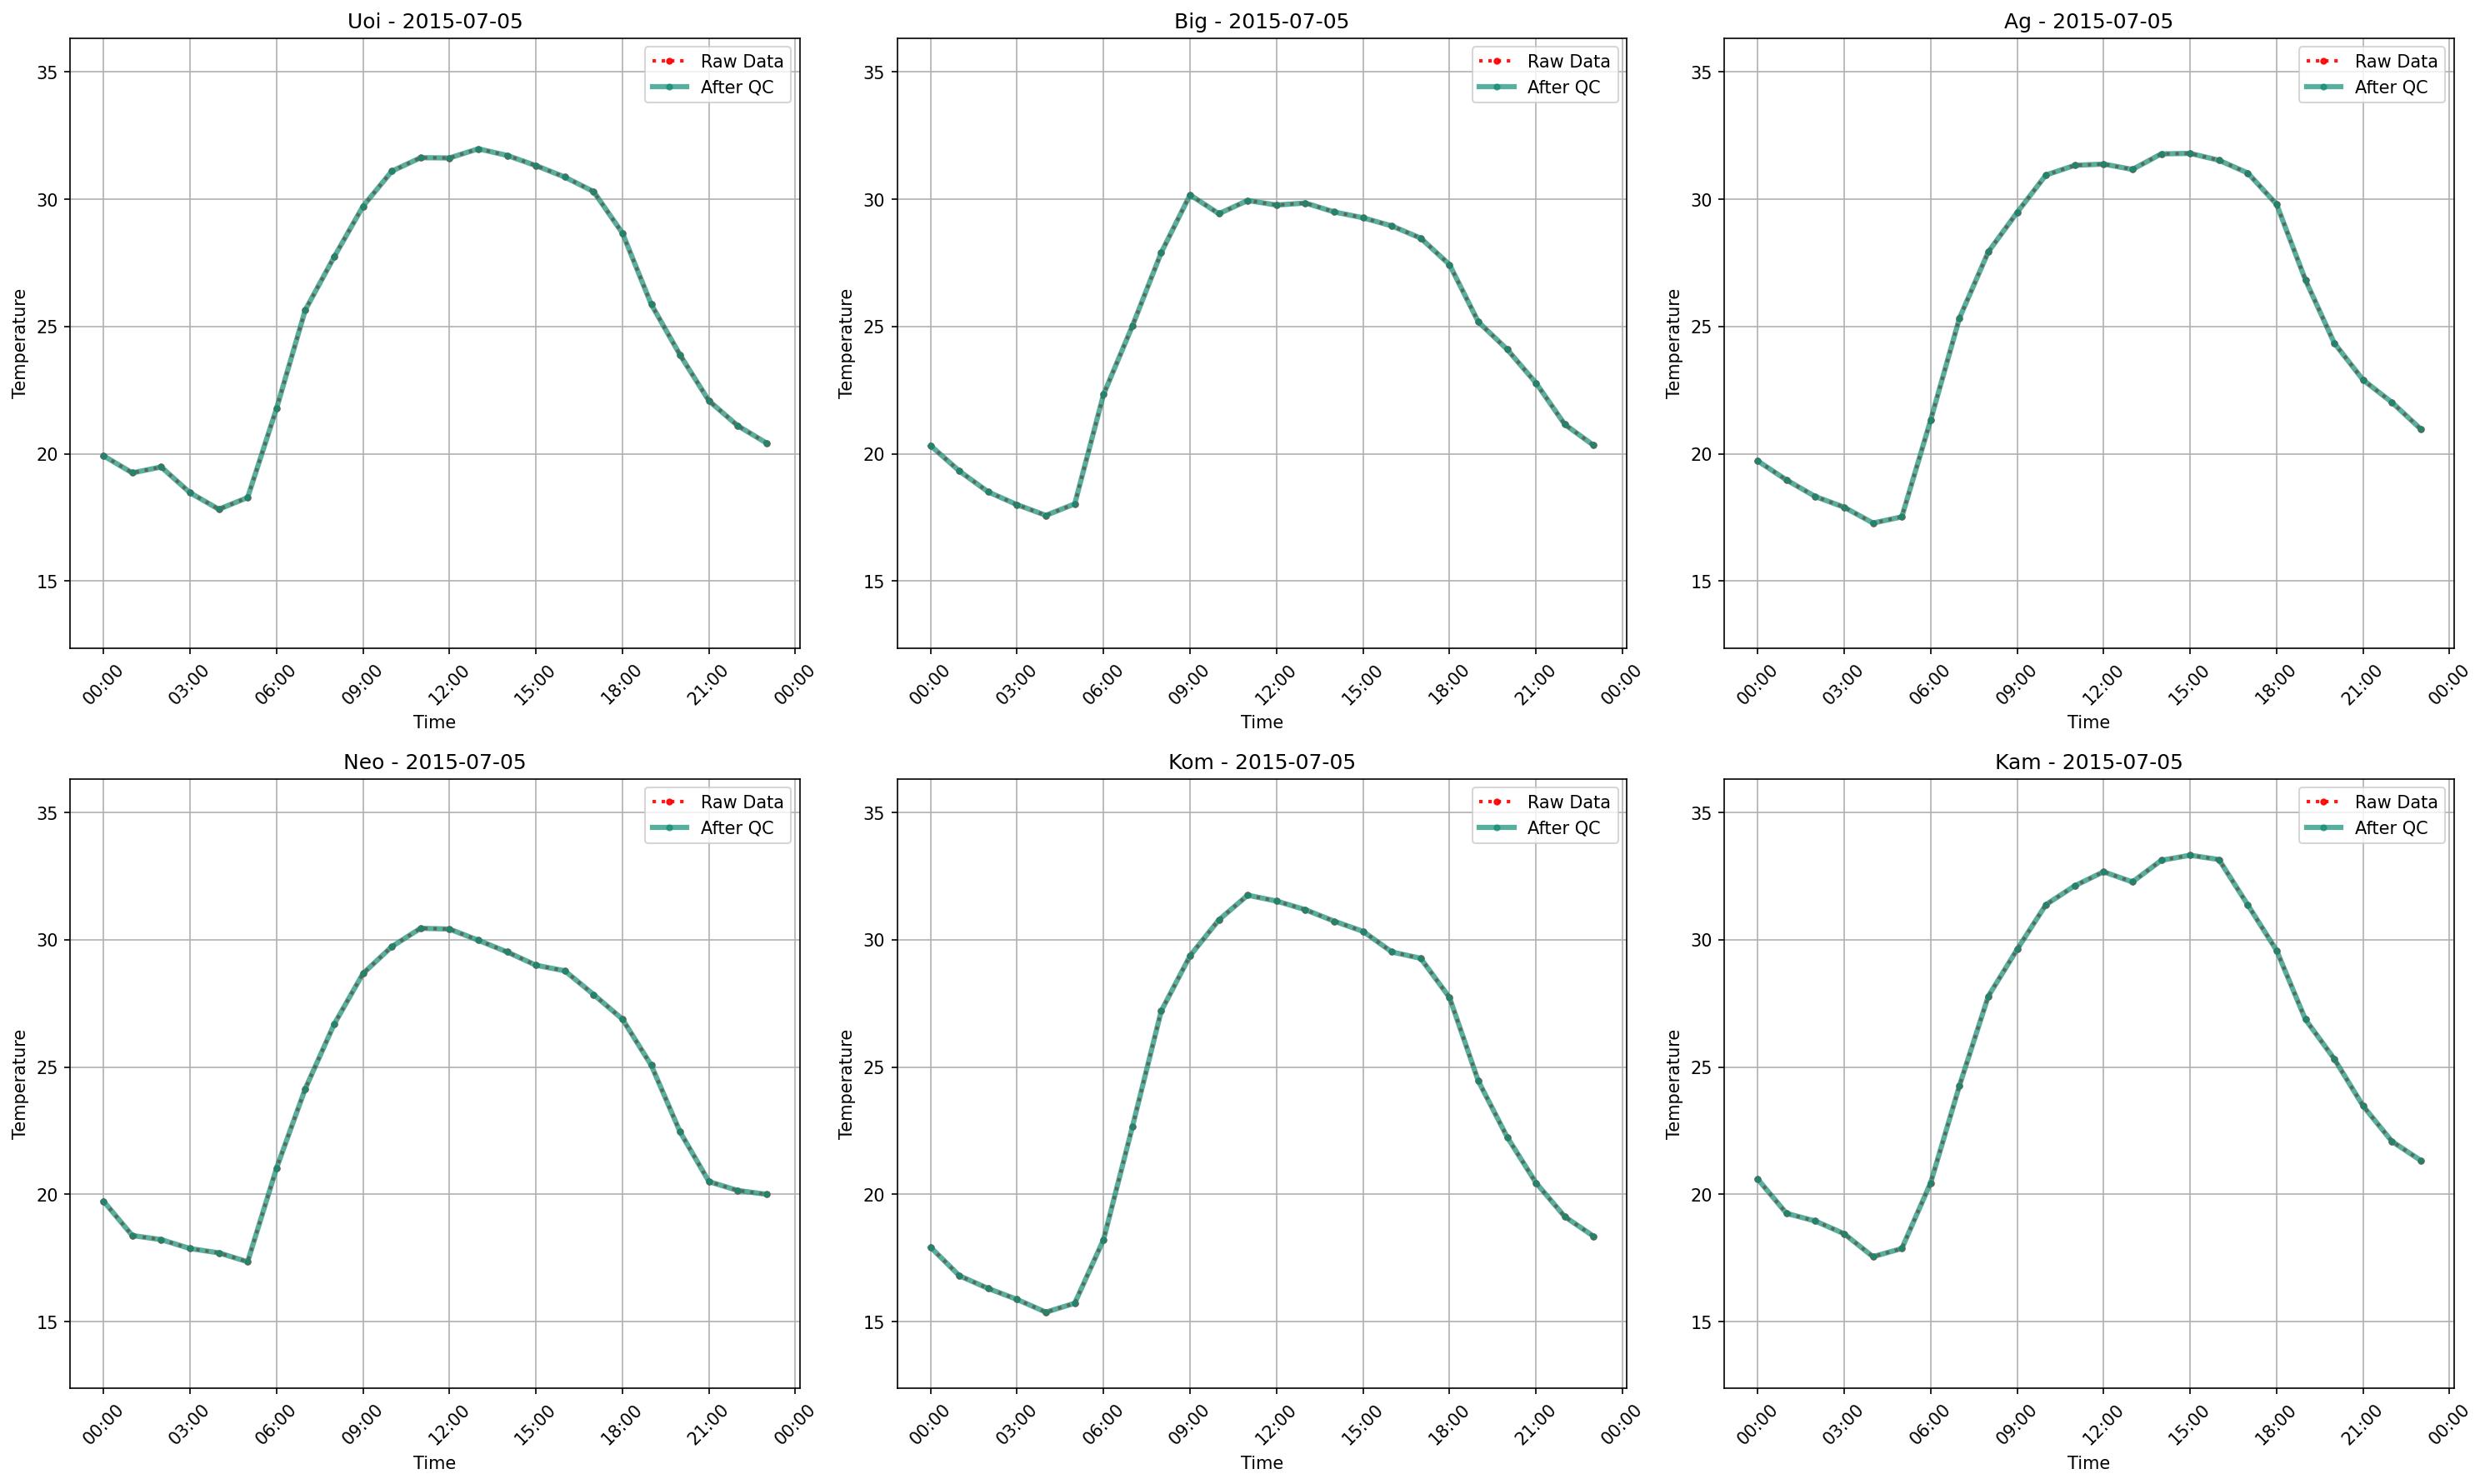 Uoi - 2015-07-05
Raw Data
After QC
Temperature
35
30
25
20
15
00:00
03:00
06:00
09:00
12:00
15:00
18:00
21:00
00:00
Time
Big - 2015-07-05
Raw Data
After QC
Temperature
35
30
25
20
15
00:00
03:00
06:00
09:00
12:00
15:00
18:00
21:00
00:00
Time
Ag - 2015-07-05
Raw Data
After QC
Temperature
35
30
25
20
15
00:00
03:00
06:00
09:00
12:00
15:00
18:00
21:00
00:00
Time
Neo - 2015-07-05
Raw Data
After QC
Temperature
35
30
25
20
15
00:00
03:00
06:00
09:00
12:00
15:00
18:00
21:00
00:00
Time
Kom - 2015-07-05
Raw Data
After QC
Temperature
35
30
25
20
15
00:00
03:00
06:00
09:00
12:00
15:00
18:00
21:00
00:00
Time
Kam - 2015-07-05
Raw Data
After QC
Temperature
35
30
25
20
15
00:00
03:00
06:00
09:00
12:00
15:00
18:00
21:00
00:00
Time